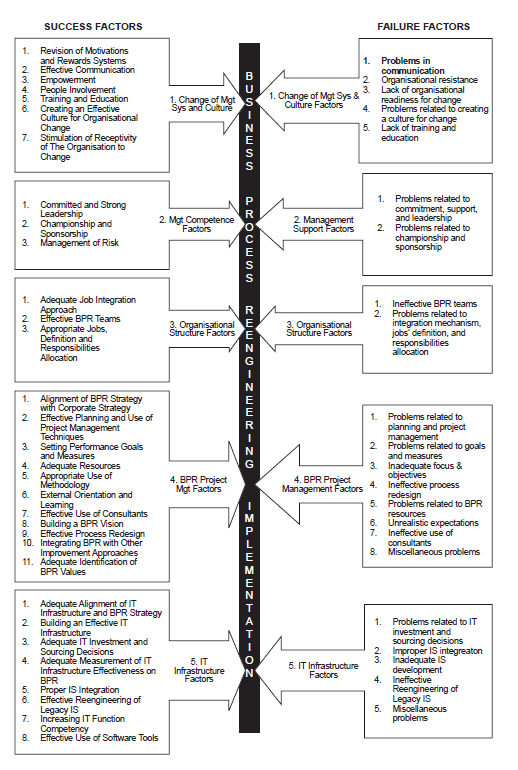 SUCCESS FACTORS
FAILURE FACTORS
1. Revision of Motivations
and Rewards Systems
2. Effective Communication
3. Empowerment
4. People Involvement
5. Training and Education
6. Creating an Effective
Culture for Organisational
Change
7. Stimulation of Receptivity
of The Organisation to
Change
1. Change of Mgt
Sys and Culture
1. Change of Mgt Sys &
Culture Factors
1. Problems in
communication
2. Organisational resistance
3. Lack of organisational
readiness for change
4. Problems related to creating
a culture for change
5. Lack of training and
education
BUSINESS PROCESS REENGINEERING IMPLEMENTATION
1. Committed and Strong
Leadership
2. Championship and
Sponsorship
3. Management of Risk
2. Mgt Competence
Factors
2. Management
Support Factors
1. Problems related to
commitment, support,
and leadership
2. Problems related to
championship and
sponsorship
1. Adequate Job Integration
Approach
2. Effective BPR Teams
3. Appropriate Jobs,
Definition and
Responsibilities
Allocation
3. Organisational
Structure Factors
3. Organisational
Structure Factors
1. Ineffective BPR teams
2. Problems related to
integration mechanism,
jobs' definition, and
responsibilities
allocation
1. Alignment of BPR Strategy
with Corporate Strategy
2. Effective Planning and Use of
Project Management
Techniques
3. Setting Performance Goals
and Measures
4. Adequate Resources
5. Appropriate Use of
Methodology
6. External Orientation and
Learning
7. Effective Use of Consultants
8. Building a BPR Vision
9. Effective Process Redesign
10. Integrating BPR with Other
Improvement Approaches
11. Adequate Identification of
BPR Values
4. BPR Project
Mgt Factors
4. BPR Project
Management Factors
1. Problems related to
planning and project
management
2. Problems related to goals
and measures
3. Inadequate focus &
objectives
4. Ineffective process
redesign
5. Problems related to BPR
resources
6. Unrealistic expectations
7. Ineffective use of
consultants
8. Miscellaneous problems
1. Adequate Alignment of IT
Infrastructure and BPR Strategy
2. Building an Effective IT
Infrastructure
3. Adequate IT Investment and
Sourcing Decisions
4. Adequate Measurement of IT
Infrastructure Effectiveness on
BPR
5. Proper IS Integration
6. Effective Reengineering of
Legacy IS
7. Increasing IT Function
Competency
8. Effective Use of Software Tools
5. IT
Infrastructure
Factors
5. IT Infrastructure
Factors
1. Problems related to IT
investment and
sourcing decisions
2. Improper IS integreaton
3. Inadequate IS
development
4. Ineffective
Reengineering of
Legacy IS
5. Miscellaneous
problems